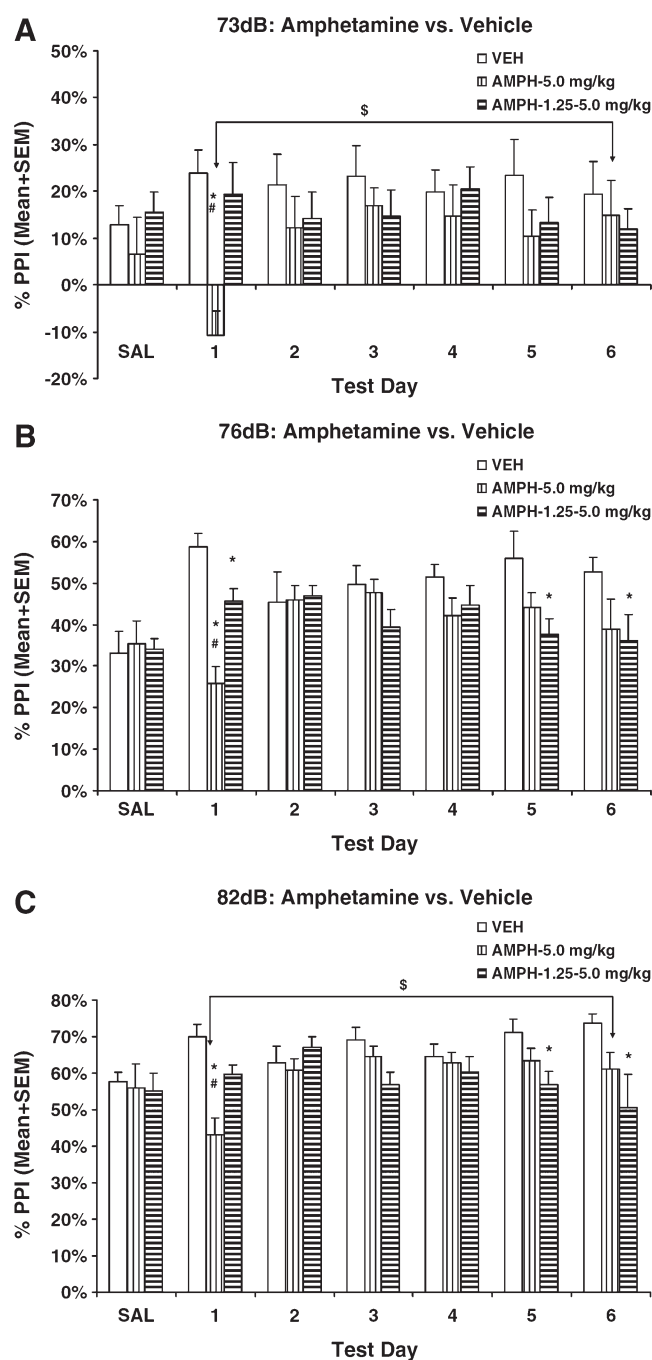 A
73dB: Amphetamine vs. Vehicle
50%
40%
30%
20%
10%
0%
-10%
-20%
% PPI (Mean+SEM)
VEH
AMPH-5.0 mg/kg
AMPH-1.25-5.0 mg/kg
$
*
#
SAL 1 2 3 4 5 6
Test Day
B
76dB: Amphetamine vs. Vehicle
VEH
AMPH-5.0 mg/kg
AMPH-1.25-5.0 mg/kg
70%
60%
50%
40%
30%
20%
10%
0%
% PPI (Mean+SEM)
*
*
#
*
*
SAL 1 2 3 4 5 6
Test Day
C
82dB: Amphetamine vs. Vehicle
VEH
AMPH-5.0 mg/kg
AMPH-1.25-5.0 mg/kg
80%
70%
60%
50%
40%
30%
20%
10%
0%
% PPI (Mean+SEM)
$
*
#
*
*
SAL 1 2 3 4 5 6
Test Day